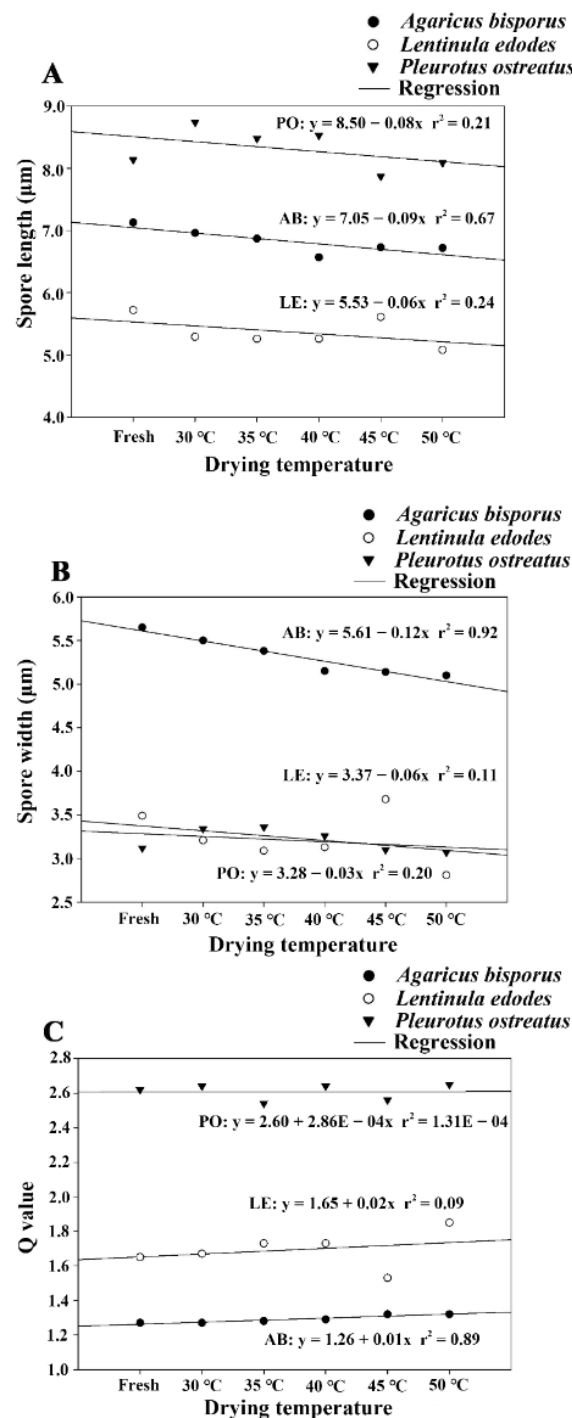 ● Agaricus bisporus
○ Lentinula edodes
▼ Pleurotus ostreatus
— Regression
A
9.0
PO: y = 8.50 − 0.08x r² = 0.21
8.0
AB: y = 7.05 − 0.09x r² = 0.67
7.0
Spore length (μm)
6.0
LE: y = 5.53 − 0.06x r² = 0.24
5.0
4.0
Fresh 30 °C 35 °C 40 °C 45 °C 50 °C
Drying temperature
● Agaricus bisporus
○ Lentinula edodes
▼ Pleurotus ostreatus
— Regression
B
6.0
AB: y = 5.61 − 0.12x r² = 0.92
5.5
5.0
4.5
Spore width (μm)
4.0
LE: y = 3.37 − 0.06x r² = 0.11
3.5
3.0
PO: y = 3.28 − 0.03x r² = 0.20
2.5
Fresh 30 °C 35 °C 40 °C 45 °C 50 °C
Drying temperature
● Agaricus bisporus
○ Lentinula edodes
▼ Pleurotus ostreatus
— Regression
C
2.8
2.6
PO: y = 2.60 + 2.86E − 04x r² = 1.31E − 04
2.4
2.2
2.0
Q value
LE: y = 1.65 + 0.02x r² = 0.09
1.8
1.6
1.4
1.2
AB: y = 1.26 + 0.01x r² = 0.89
1.0
Fresh 30 °C 35 °C 40 °C 45 °C 50 °C
Drying temperature